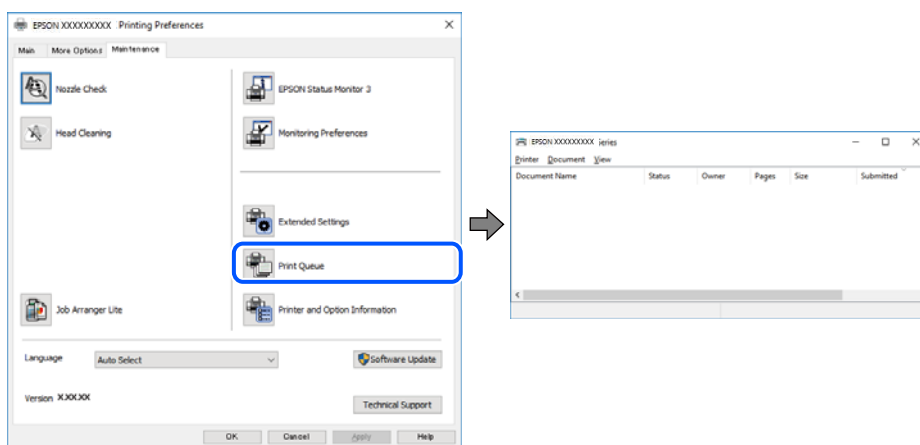 EPSON XXXXXXXXX Printing Preferences
Main More Options Maintenance
Nozzle Check
EPSON Status Monitor 3
Head Cleaning
Monitoring Preferences
Extended Settings
Print Queue
Job Arranger Lite
Printer and Option Information
Language Auto Select
Software Update
Version X.XX.XX
Technical Support
OK Cancel Apply Help
EPSON XXXXXXXXX jeries
Printer Document View
Document Name Status Owner Pages Size Submitted